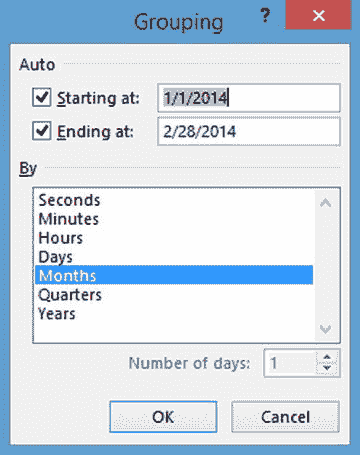 Grouping ?
Auto
Starting at: 1/1/2014
Ending at: 2/28/2014
By
Seconds
Minutes
Hours
Days
Months
Quarters
Years
Number of days: 1
OK Cancel